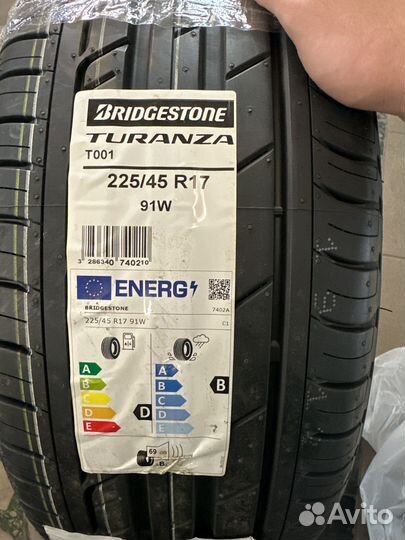 BRIDGESTONE
TURANZA
T001
225/45 R17
91W
3 286340 740210
ENERG
BRIDGESTONE
7402A
225/45 R17 91W
C1
A
B
C
D
E
D
A
B
C
D
E
B
69 dB
B
Avito